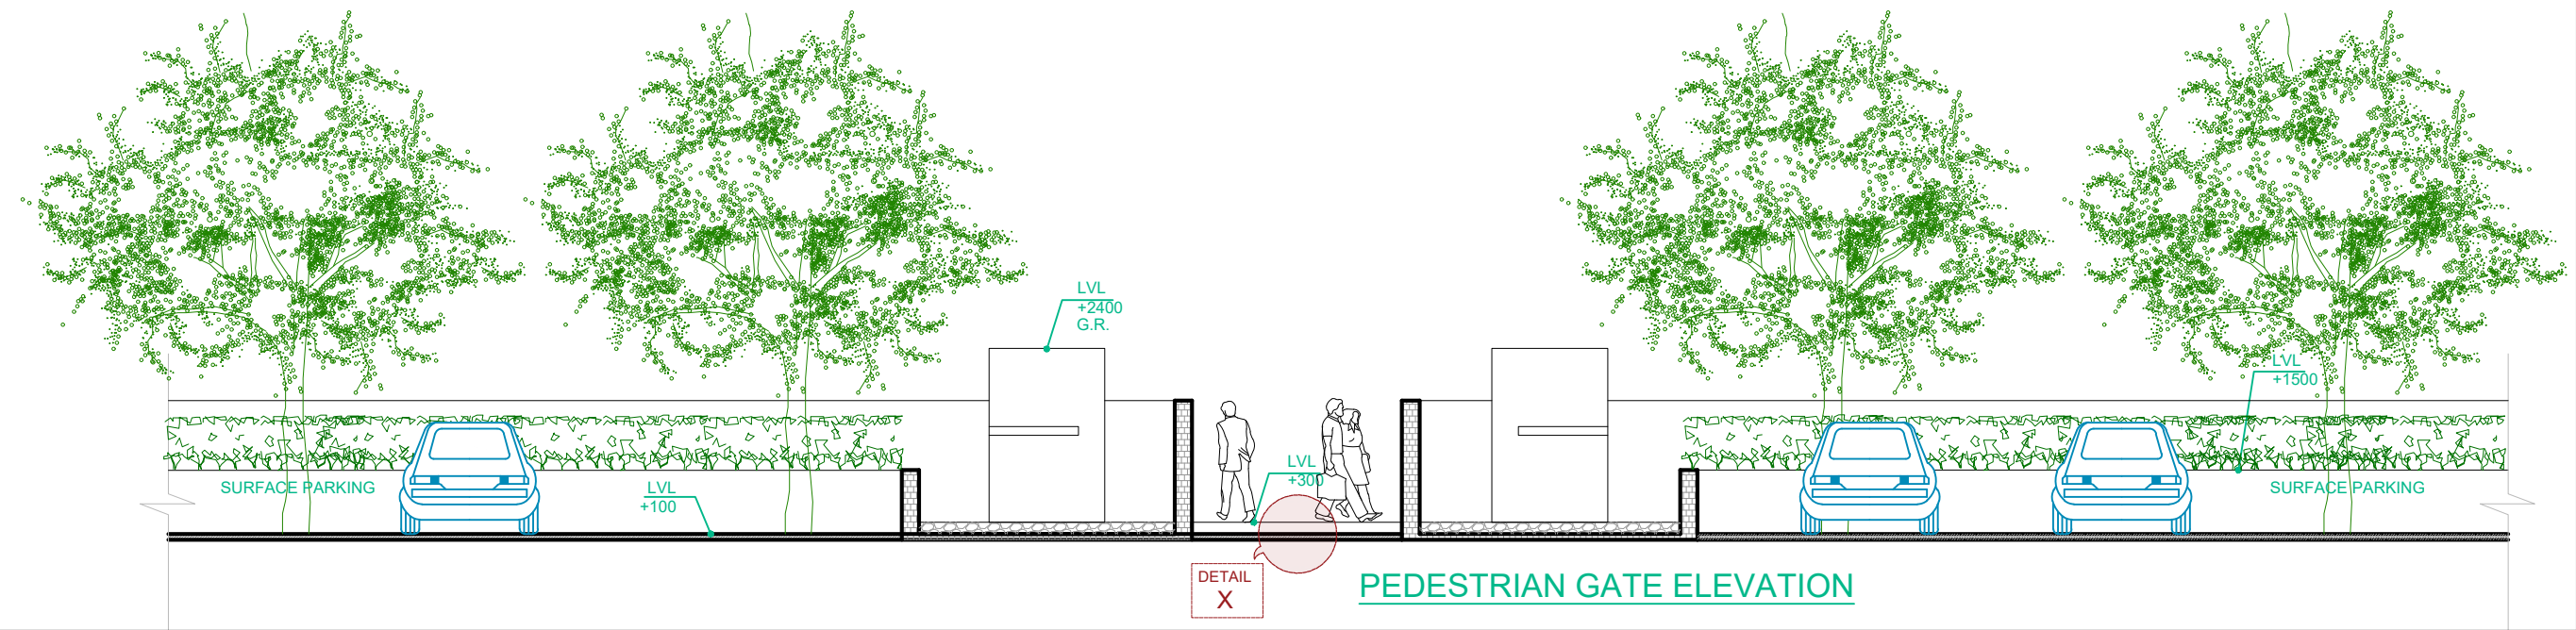 LVL
+2400
G.R.
LVL
+1500
LVL
+300
SURFACE PARKING
LVL
+100
SURFACE PARKING
DETAIL
X
PEDESTRIAN GATE ELEVATION